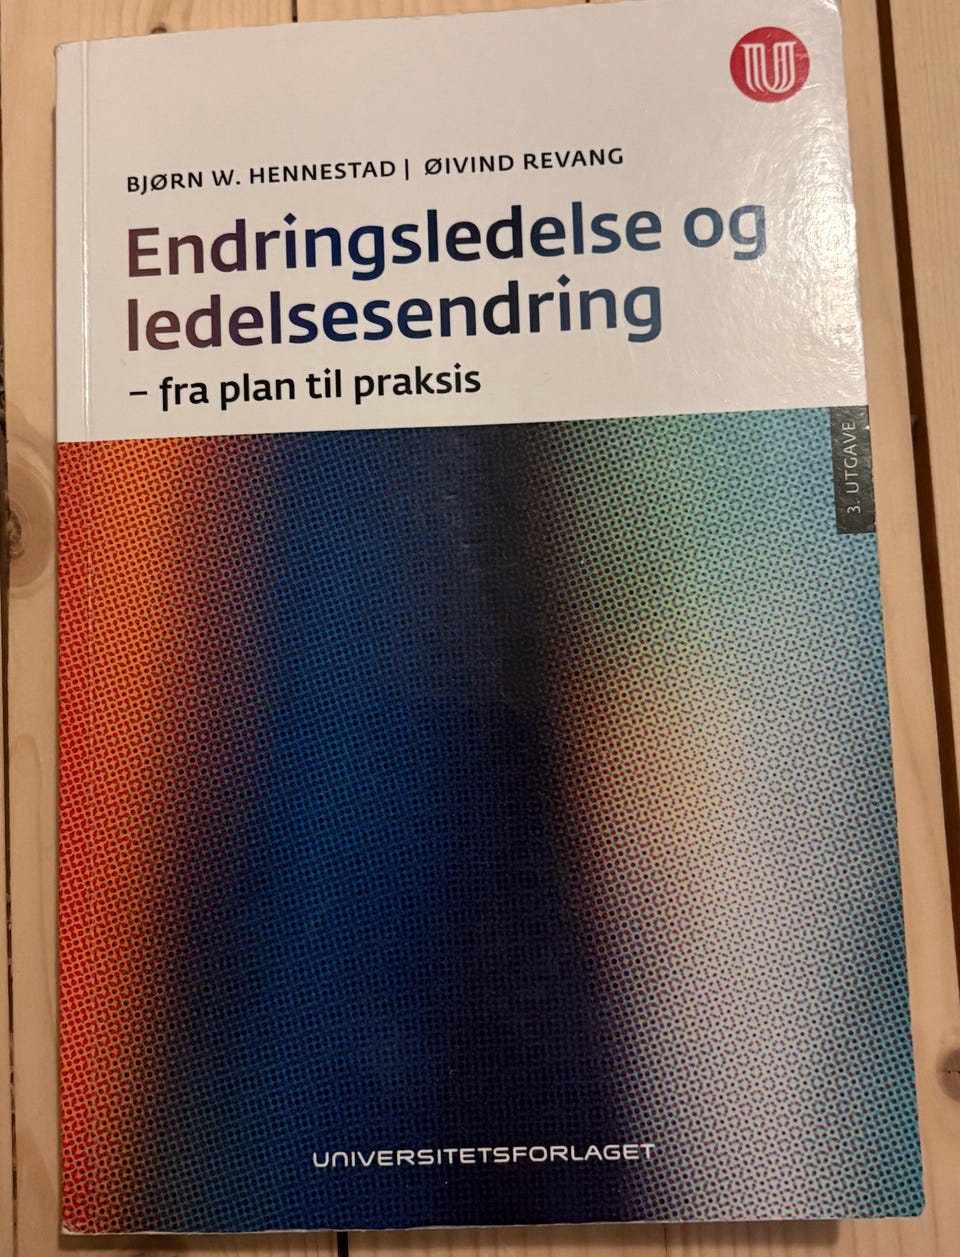 BJØRN W. HENNESTAD | ØIVIND REVANG
Endringsledelse og
ledelsesendring
– fra plan til praksis
3. UTGAVE
UNIVERSITETSFORLAGET